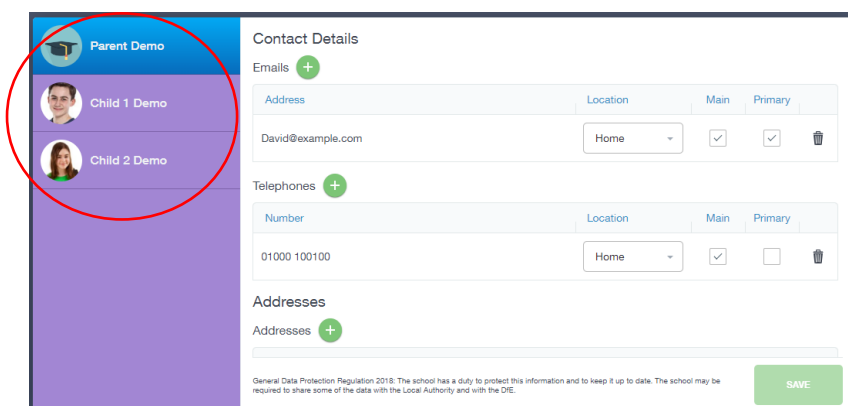 Parent Demo
Child 1 Demo
Child 2 Demo
Contact Details
Emails
Address Location Main Primary
David@example.com Home
Telephones
Number Location Main Primary
01000 100100 Home
Addresses
Addresses
General Data Protection Regulation 2018: The school has a duty to protect this information and to keep it up to date. The school may be
required to share some of the data with the Local Authority and with the DfE.
SAVE